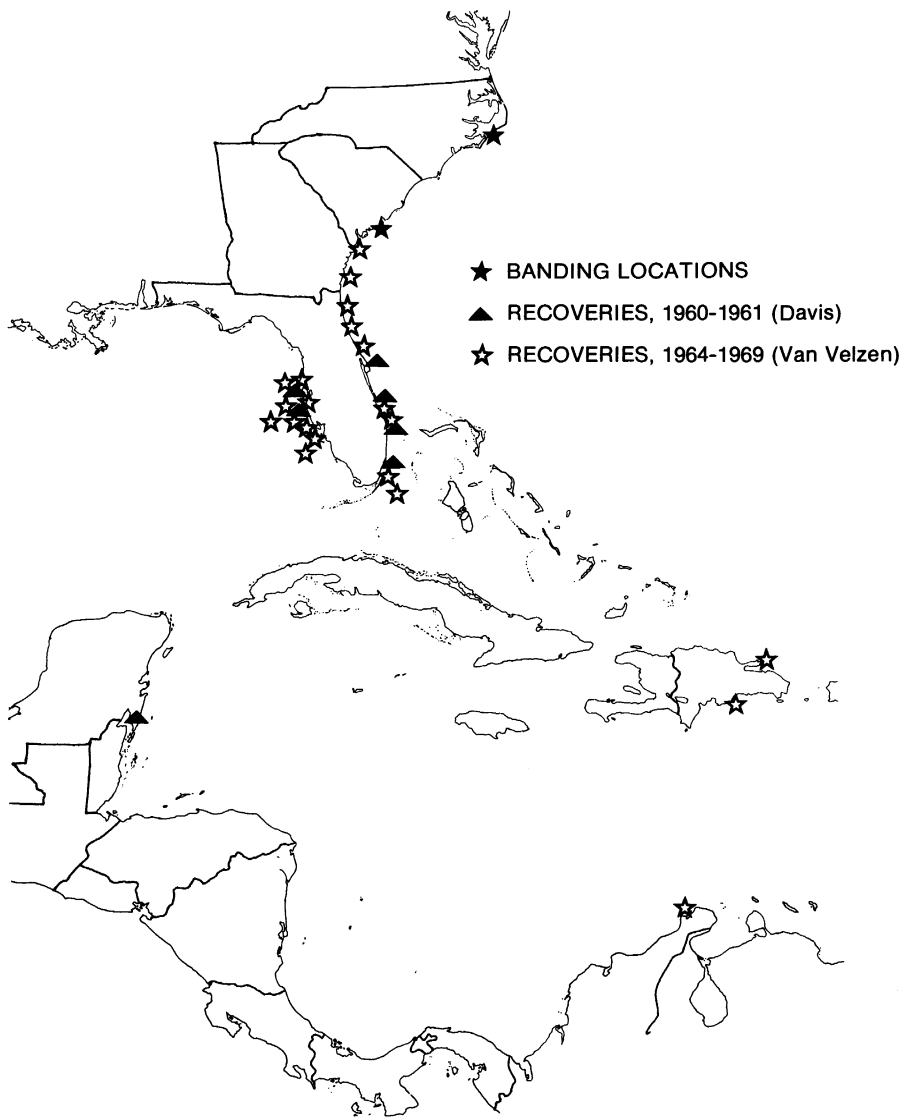 BANDING LOCATIONS
RECOVERIES, 1960-1961 (Davis)
RECOVERIES, 1964-1969 (Van Velzen)